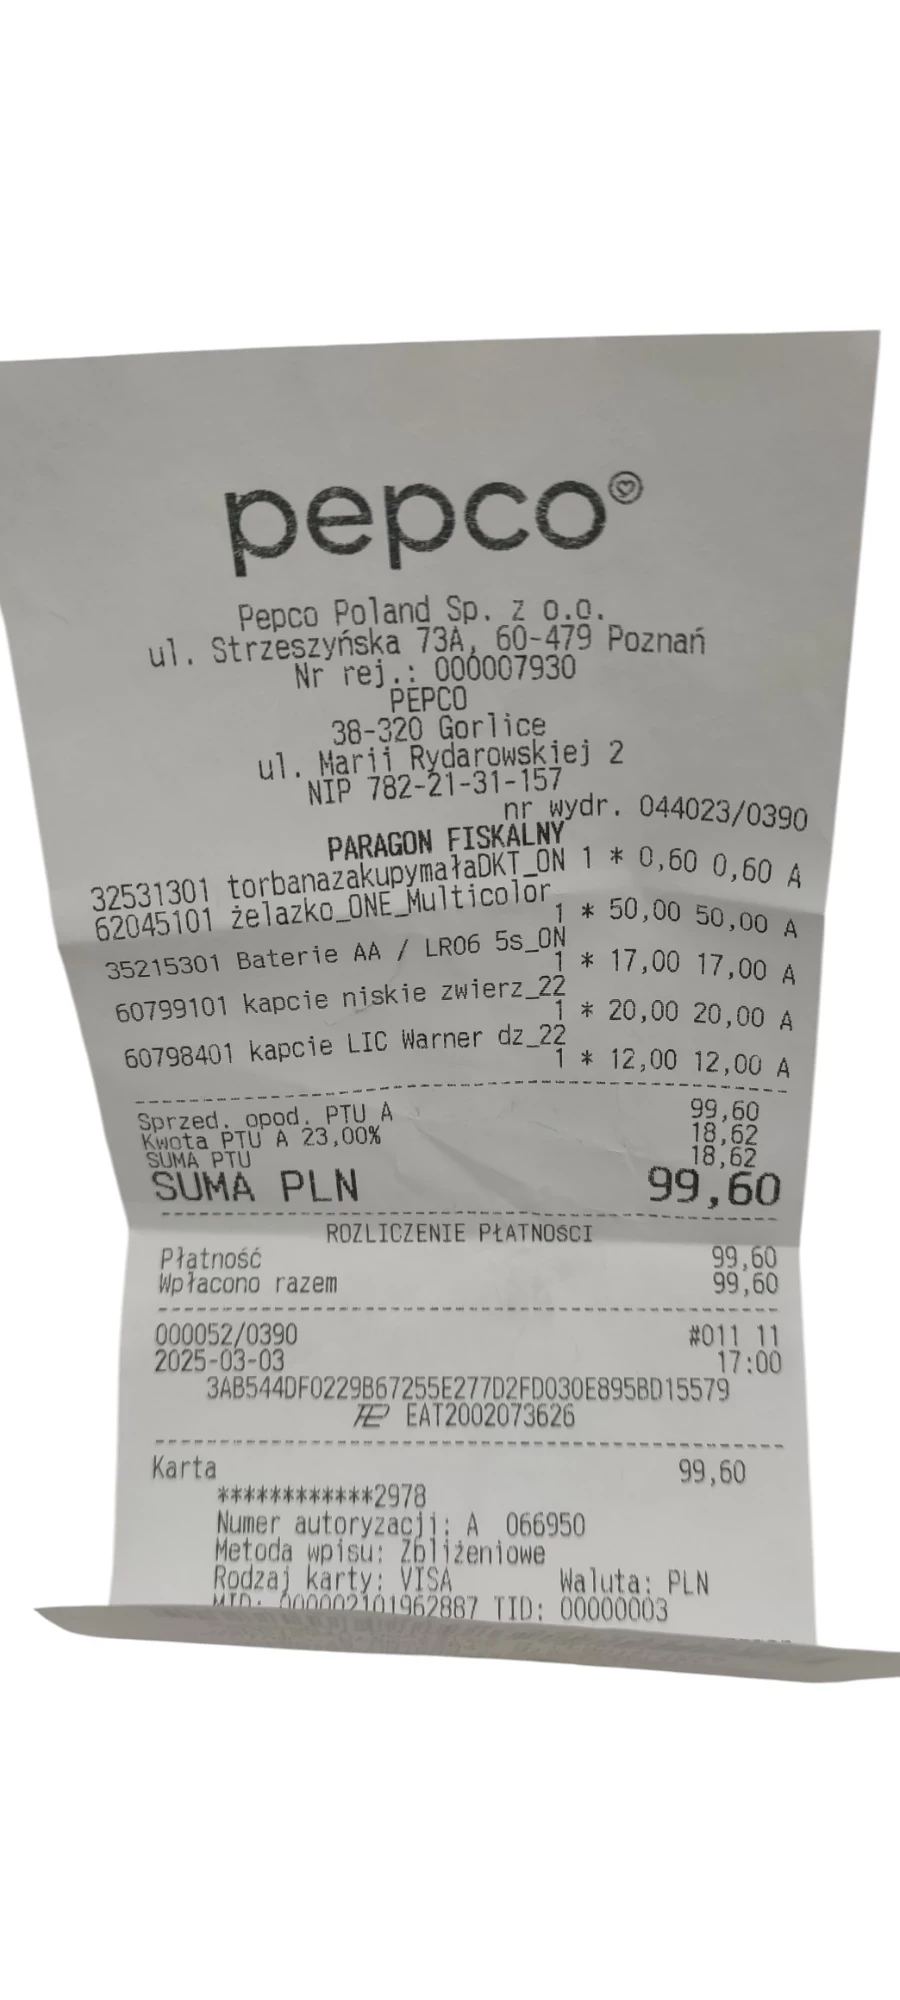 pepco
Pepco Poland Sp. z o.o.
ul. Strzeszyńska 73A, 60-479 Poznań
Nr rej.: 000007930
PEPCO
38-320 Gorlice
ul. Marii Rydarowskiej 2
NIP 782-21-31-157
nr wydr. 044023/0390
PARAGON FISKALNY
32531301 torbanazakupymałaDKT_ON 1 * 0,60 0,60 A
62045101 żelazko_ONE_Multicolor
1 * 50,00 50,00 A
35215301 Baterie AA / LR06 5s_ON
1 * 17,00 17,00 A
60799101 kapcie niskie zwierz_22
1 * 20,00 20,00 A
60798401 kapcie LIC Warner dz_22
1 * 12,00 12,00 A
Sprzed. opod. PTU A 99,60
Kwota PTU A 23,00% 18,62
SUMA PTU 18,62
SUMA PLN 99,60
ROZLICZENIE PŁATNOŚCI
Płatność 99,60
Wpłacono razem 99,60
000052/0390 #011 11
2025-03-03 17:00
3AB544DF0229B67255E277D2FD030E895BD15579
EAT2002073626
Karta 99,60
************2978
Numer autoryzacji: A 066950
Metoda wpisu: Zbliżeniowe
Rodzaj karty: VISA Waluta: PLN
MID: 000002101962887 TID: 00000003